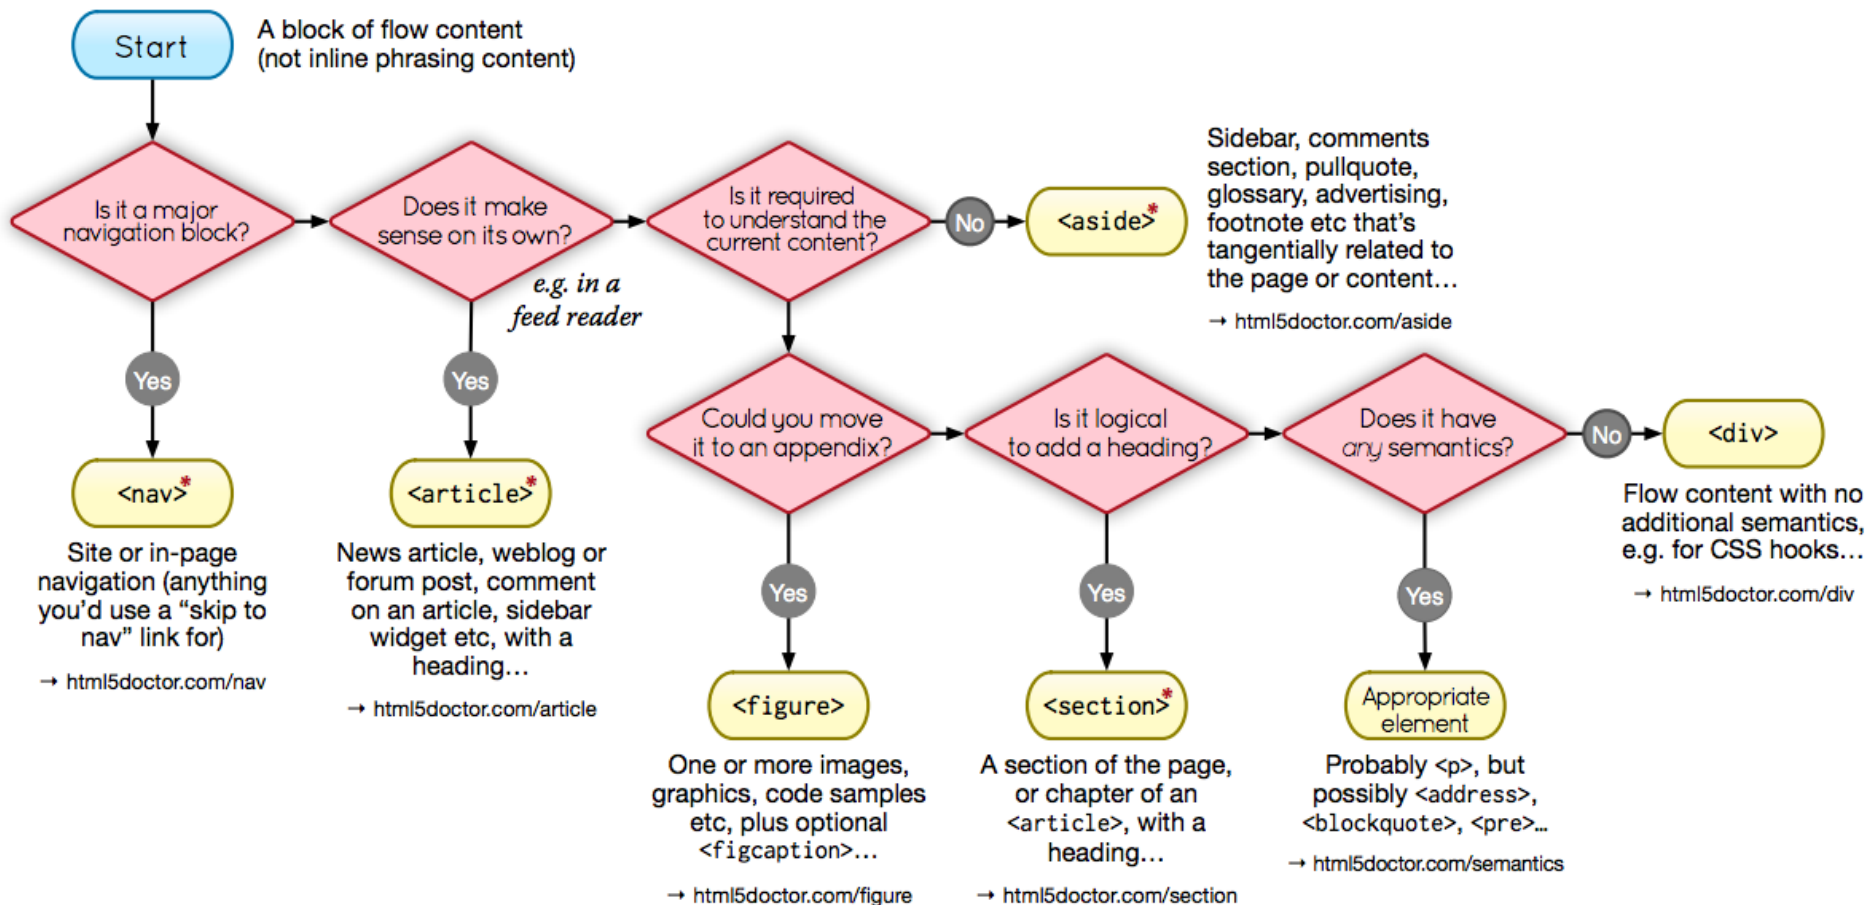 Start
A block of flow content
(not inline phrasing content)
Is it a major
navigation block?
Does it make
sense on its own?
e.g. in a
feed reader
Is it required
to understand the
current content?
No
<aside>*
Sidebar, comments
section, pullquote,
glossary, advertising,
footnote etc that's
tangentially related to
the page or content…
→ html5doctor.com/aside
Yes
<nav>*
Site or in-page
navigation (anything
you'd use a “skip to
nav” link for)
→ html5doctor.com/nav
Yes
<article>*
News article, weblog or
forum post, comment
on an article, sidebar
widget etc, with a
heading…
→ html5doctor.com/article
Could you move
it to an appendix?
Yes
<figure>
One or more images,
graphics, code samples
etc, plus optional
<figcaption>…
→ html5doctor.com/figure
Is it logical
to add a heading?
Yes
<section>*
A section of the page,
or chapter of an
<article>, with a
heading…
→ html5doctor.com/section
Does it have
any semantics?
Yes
Appropriate
element
Probably <p>, but
possibly <address>,
<blockquote>, <pre>…
→ html5doctor.com/semantics
No
<div>
Flow content with no
additional semantics,
e.g. for CSS hooks…
→ html5doctor.com/div